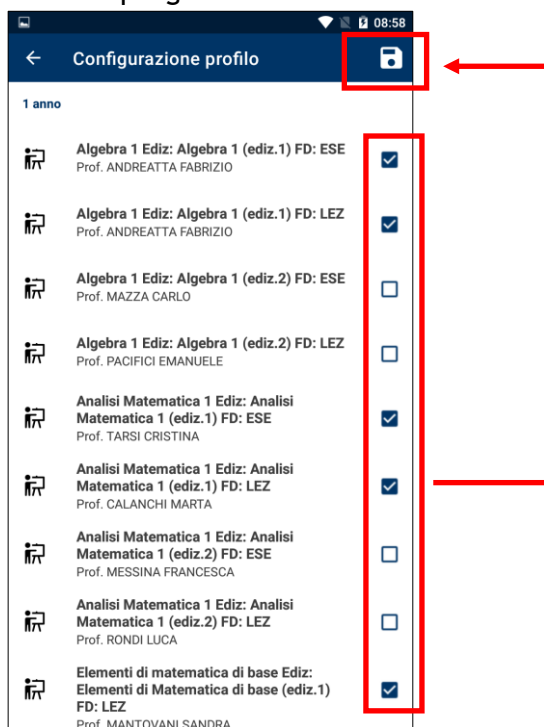 08:58
Configurazione profilo
1 anno
Algebra 1 Ediz: Algebra 1 (ediz.1) FD: ESE
Prof. ANDREATTA FABRIZIO
Algebra 1 Ediz: Algebra 1 (ediz.1) FD: LEZ
Prof. ANDREATTA FABRIZIO
Algebra 1 Ediz: Algebra 1 (ediz.2) FD: ESE
Prof. MAZZA CARLO
Algebra 1 Ediz: Algebra 1 (ediz.2) FD: LEZ
Prof. PACIFICI EMANUELE
Analisi Matematica 1 Ediz: Analisi
Matematica 1 (ediz.1) FD: ESE
Prof. TARSI CRISTINA
Analisi Matematica 1 Ediz: Analisi
Matematica 1 (ediz.1) FD: LEZ
Prof. CALANCHI MARTA
Analisi Matematica 1 Ediz: Analisi
Matematica 1 (ediz.2) FD: ESE
Prof. MESSINA FRANCESCA
Analisi Matematica 1 Ediz: Analisi
Matematica 1 (ediz.2) FD: LEZ
Prof. RONDI LUCA
Elementi di matematica di base Ediz:
Elementi di Matematica di base (ediz.1)
FD: LEZ
Prof. MANTOVANI SANDRA